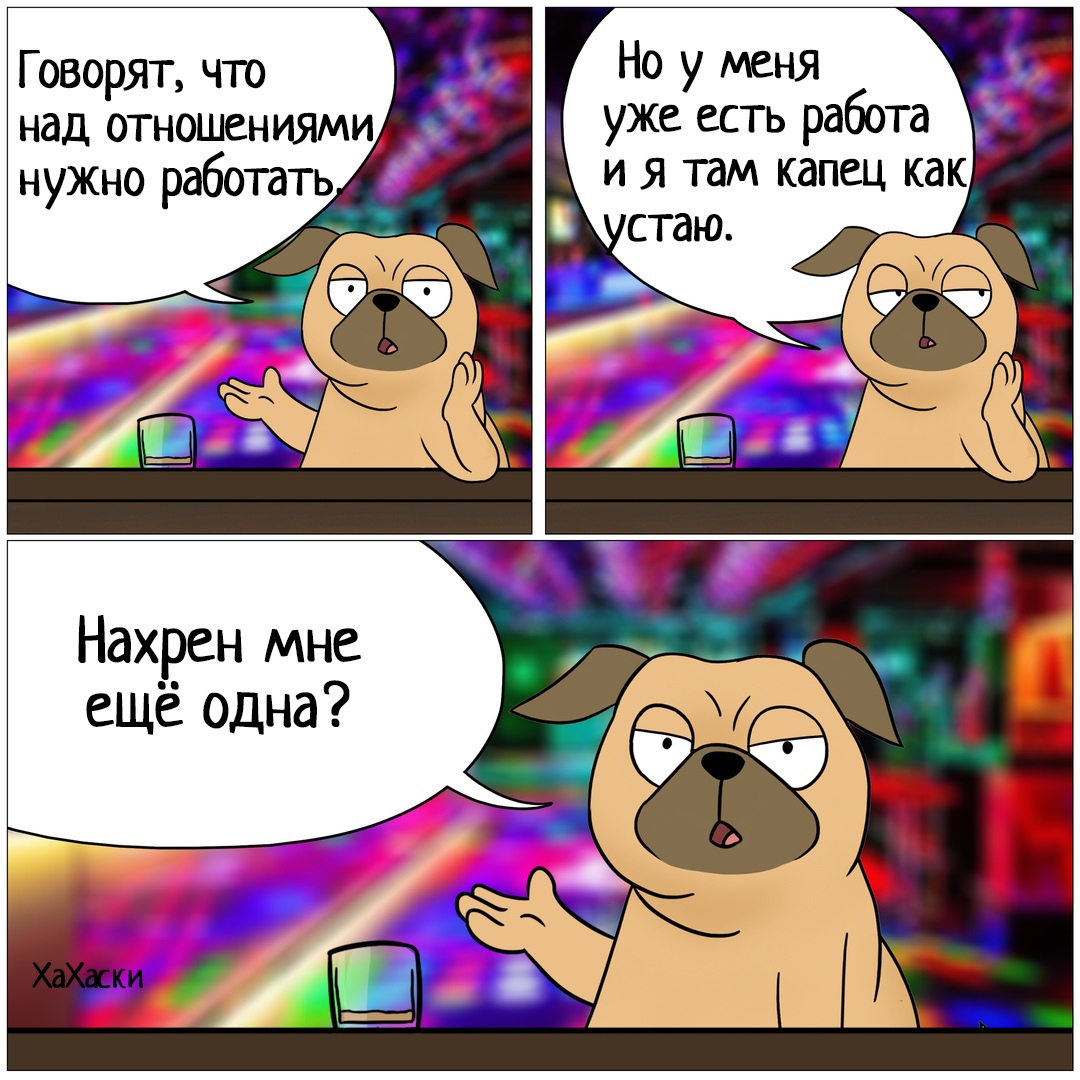 Говорят, что
над отношениями
нужно работать.
Но у меня
уже есть работа
и я там капец как
устаю.
Нахрен мне
ещё одна?
ХаХаски